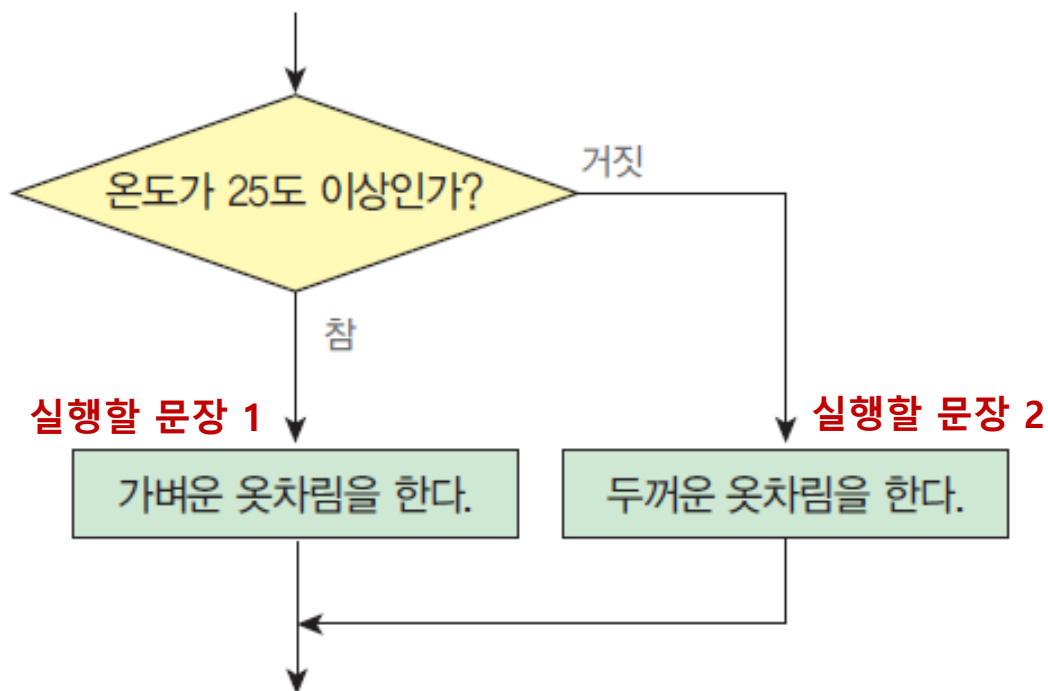 온도가 25도 이상인가?
거짓
참
실행할 문장 1
실행할 문장 2
가벼운 옷차림을 한다.
두꺼운 옷차림을 한다.